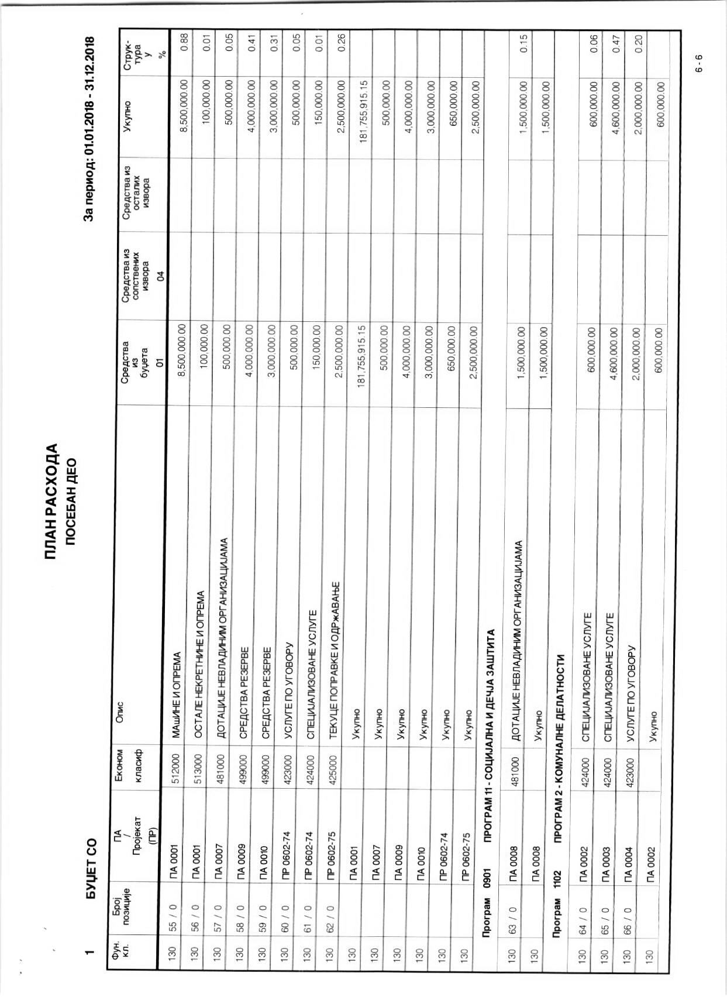 ПЛАН РАСХОДА
ПОСЕБАН ДЕО
1 БУЏЕТ СО За период: 01.01.2018 - 31.12.2018
Фун. кл. Број позиције ПА / Пројекат (ПР) Економ класиф Опис Средства из буџета 01 Средства из сопствених извора 04 Средства из осталих извора Укупно Струк- тура у %
130 55 / 0 ПА 0001 512000 МАШИНЕ И ОПРЕМА 8,500,000.00 8,500,000.00 0.88
130 56 / 0 ПА 0001 513000 ОСТАЛЕ НЕКРЕТНИНЕ И ОПРЕМА 100,000.00 100,000.00 0.01
130 57 / 0 ПА 0007 481000 ДОТАЦИЈЕ НЕВЛАДИНИМ ОРГАНИЗАЦИЈАМА 500,000.00 500,000.00 0.05
130 58 / 0 ПА 0009 499000 СРЕДСТВА РЕЗЕРВЕ 4,000,000.00 4,000,000.00 0.41
130 59 / 0 ПА 0010 499000 СРЕДСТВА РЕЗЕРВЕ 3,000,000.00 3,000,000.00 0.31
130 60 / 0 ПР 0602-74 423000 УСЛУГЕ ПО УГОВОРУ 500,000.00 500,000.00 0.05
130 61 / 0 ПР 0602-74 424000 СПЕЦИЈАЛИЗОВАНЕ УСЛУГЕ 150,000.00 150,000.00 0.01
130 62 / 0 ПР 0602-75 425000 ТЕКУЦЕ ПОПРАВКЕ И ОДРжАВАЊЕ 2,500,000.00 2,500,000.00 0.26
130 ПА 0001 Укупно 181,755,915.15 181,755,915.15
130 ПА 0007 Укупно 500,000.00 500,000.00
130 ПА 0009 Укупно 4,000,000.00 4,000,000.00
130 ПА 0010 Укупно 3,000,000.00 3,000,000.00
130 ПР 0602-74 Укупно 650,000.00 650,000.00
130 ПР 0602-75 Укупно 2,500,000.00 2,500,000.00
Програм 0901 ПРОГРАМ 11 - СОЦИЈАЛНА И ДЕЧЈА ЗАШТИТА
130 63 / 0 ПА 0008 481000 ДОТАЦИЈЕ НЕВЛАДИНИМ ОРГАНИЗАЦИЈАМА 1,500,000.00 1,500,000.00 0.15
130 ПА 0008 Укупно 1,500,000.00 1,500,000.00
Програм 1102 ПРОГРАМ 2 - КОМУНАЛНЕ ДЕЛАТНОСТИ
130 64 / 0 ПА 0002 424000 СПЕЦИЈАЛИЗОВАНЕ УСЛУГЕ 600,000.00 600,000.00 0.06
130 65 / 0 ПА 0003 424000 СПЕЦИЈАЛИЗОВАНЕ УСЛУГЕ 4,600,000.00 4,600,000.00 0.47
130 66 / 0 ПА 0004 423000 УСЛУГЕ ПО УГОВОРУ 2,000,000.00 2,000,000.00 0.20
130 ПА 0002 Укупно 600,000.00 600,000.00
6 - 6